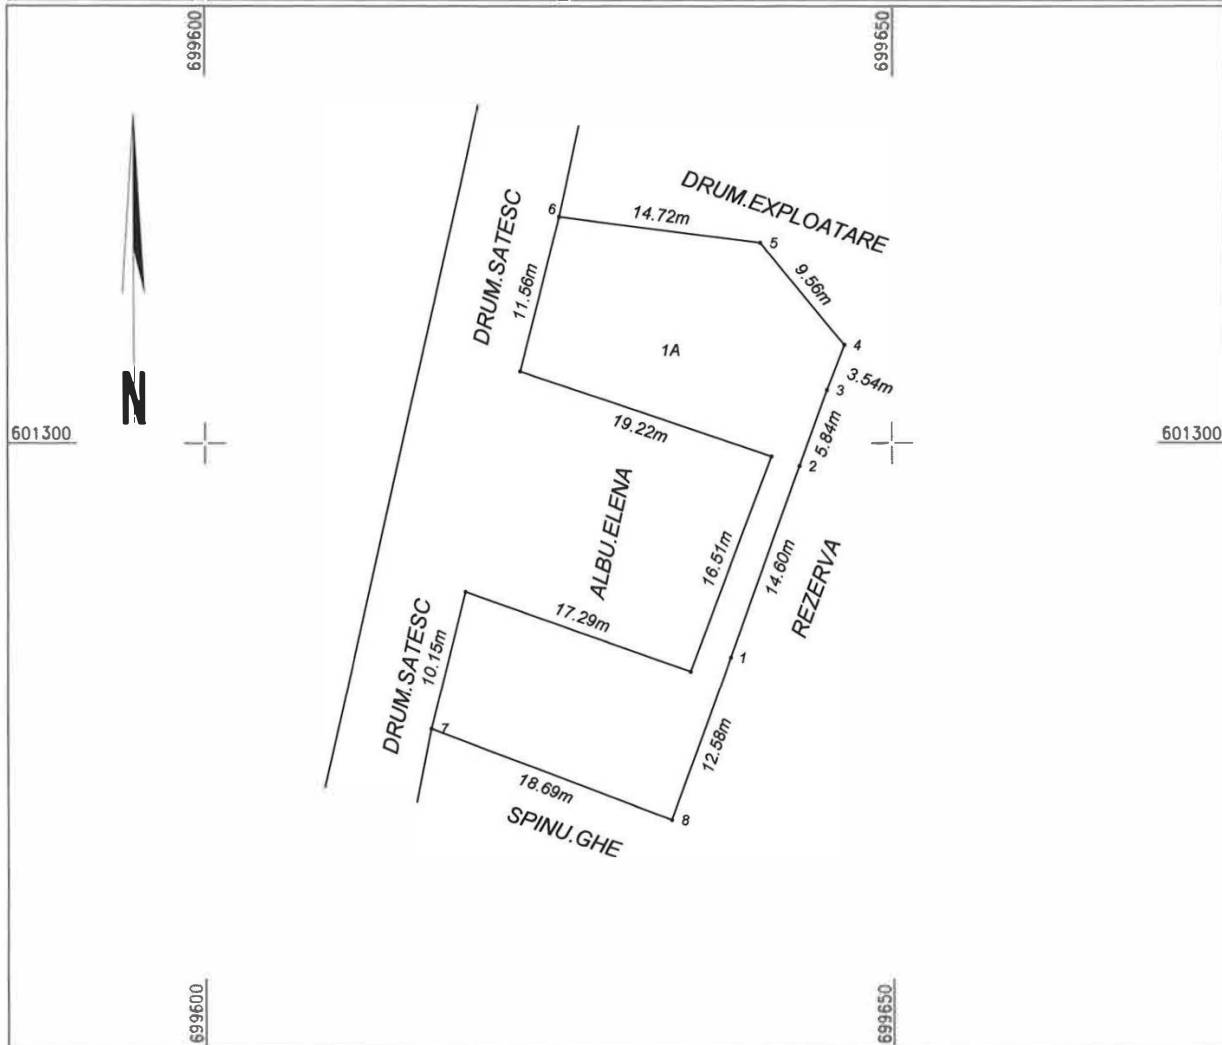 699600
699650
DRUM.EXPLOATARE
6
14.72m
5
DRUM.SATESC
11.56m
9.56m
1A
4
3.54m
3
N
601300
601300
19.22m
5.84m
2
ALBU.ELENA
16.51m
14.60m
REZERVA
17.29m
DRUM.SATESC
10.15m
1
7
12.58m
18.69m
8
SPINU.GHE
699600
699650